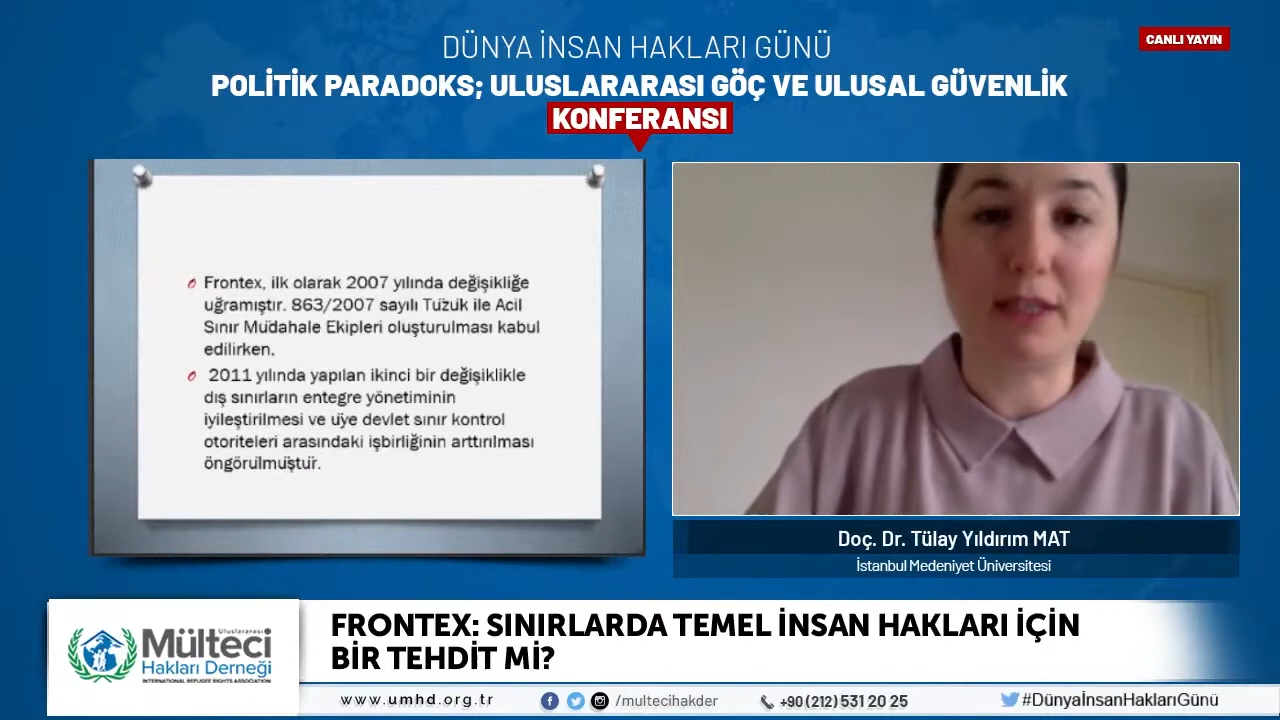 DÜNYA İNSAN HAKLARI GÜNÜ
CANLI YAYIN
POLİTİK PARADOKS; ULUSLARARASI GÖÇ VE ULUSAL GÜVENLİK
KONFERANSI
Frontex, ilk olarak 2007 yılında değişikliğe
uğramıştır. 863/2007 sayılı Tüzük ile Acil
Sınır Müdahale Ekipleri oluşturulması kabul
edilirken,
2011 yılında yapılan ikinci bir değişiklikle
dış sınırların entegre yönetiminin
iyileştirilmesi ve üye devlet sınır kontrol
otoriteleri arasındaki işbirliğinin arttırılması
öngörülmüştür.
Doç. Dr. Tülay Yıldırım MAT
İstanbul Medeniyet Üniversitesi
Uluslararası
Mülteci
Hakları Derneği
INTERNATIONAL REFUGEE RIGHTS ASSOCIATION
FRONTEX: SINIRLARDA TEMEL İNSAN HAKLARI İÇİN
BİR TEHDİT Mİ?
www.umhd.org.tr
/multecihakder
+90 (212) 531 20 25
#DünyaİnsanHaklarıGünü